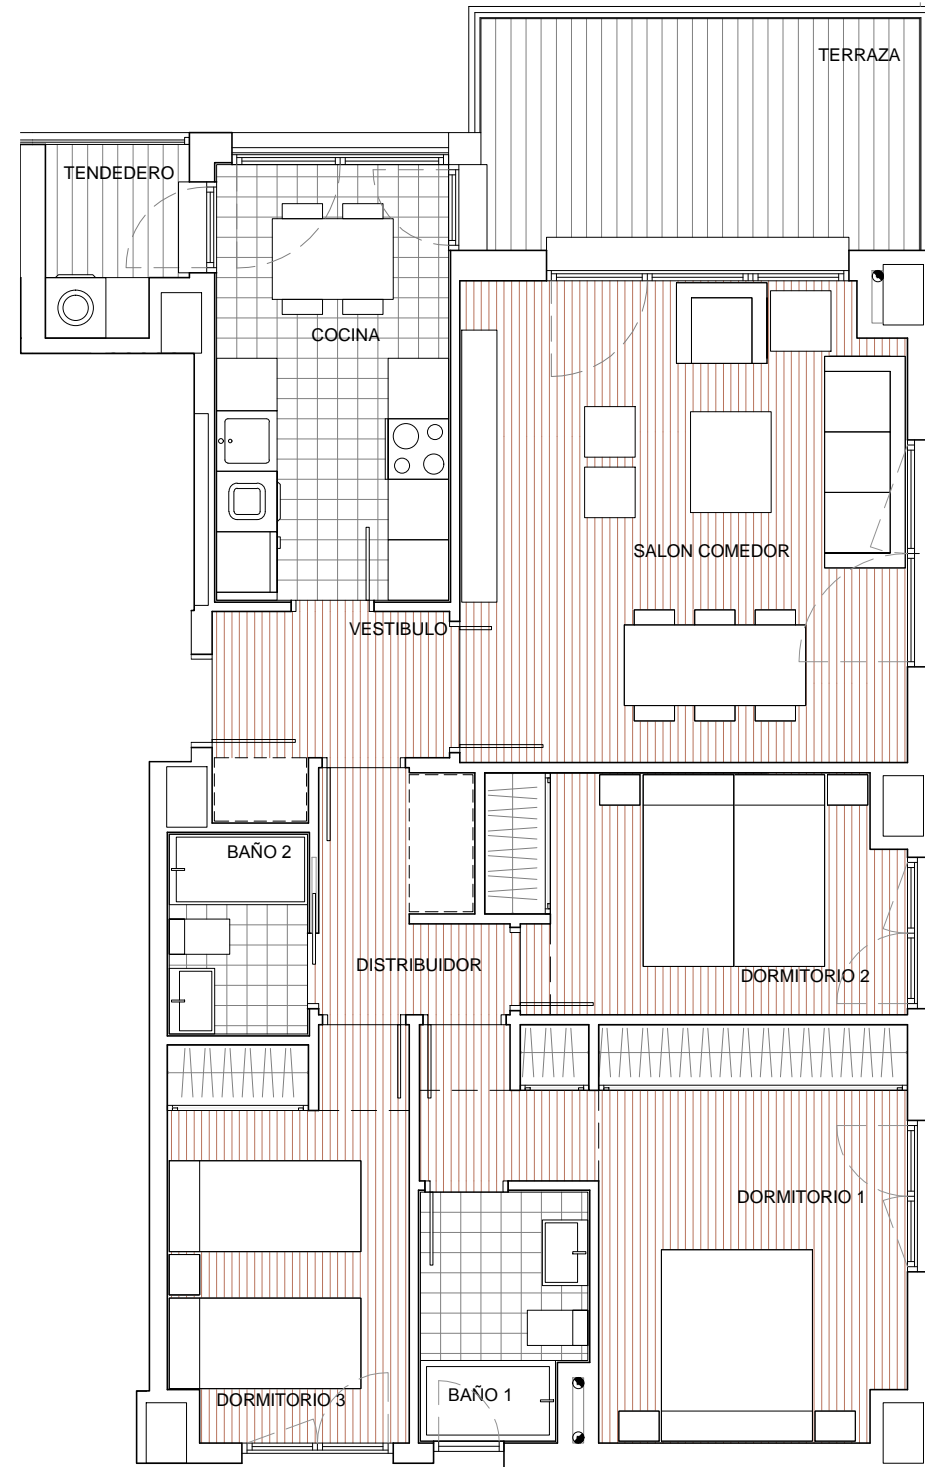 TERRAZA
TENDEDERO
COCINA
SALON COMEDOR
VESTIBULO
BAÑO 2
DISTRIBUIDOR
DORMITORIO 2
DORMITORIO 1
BAÑO 1
DORMITORIO 3